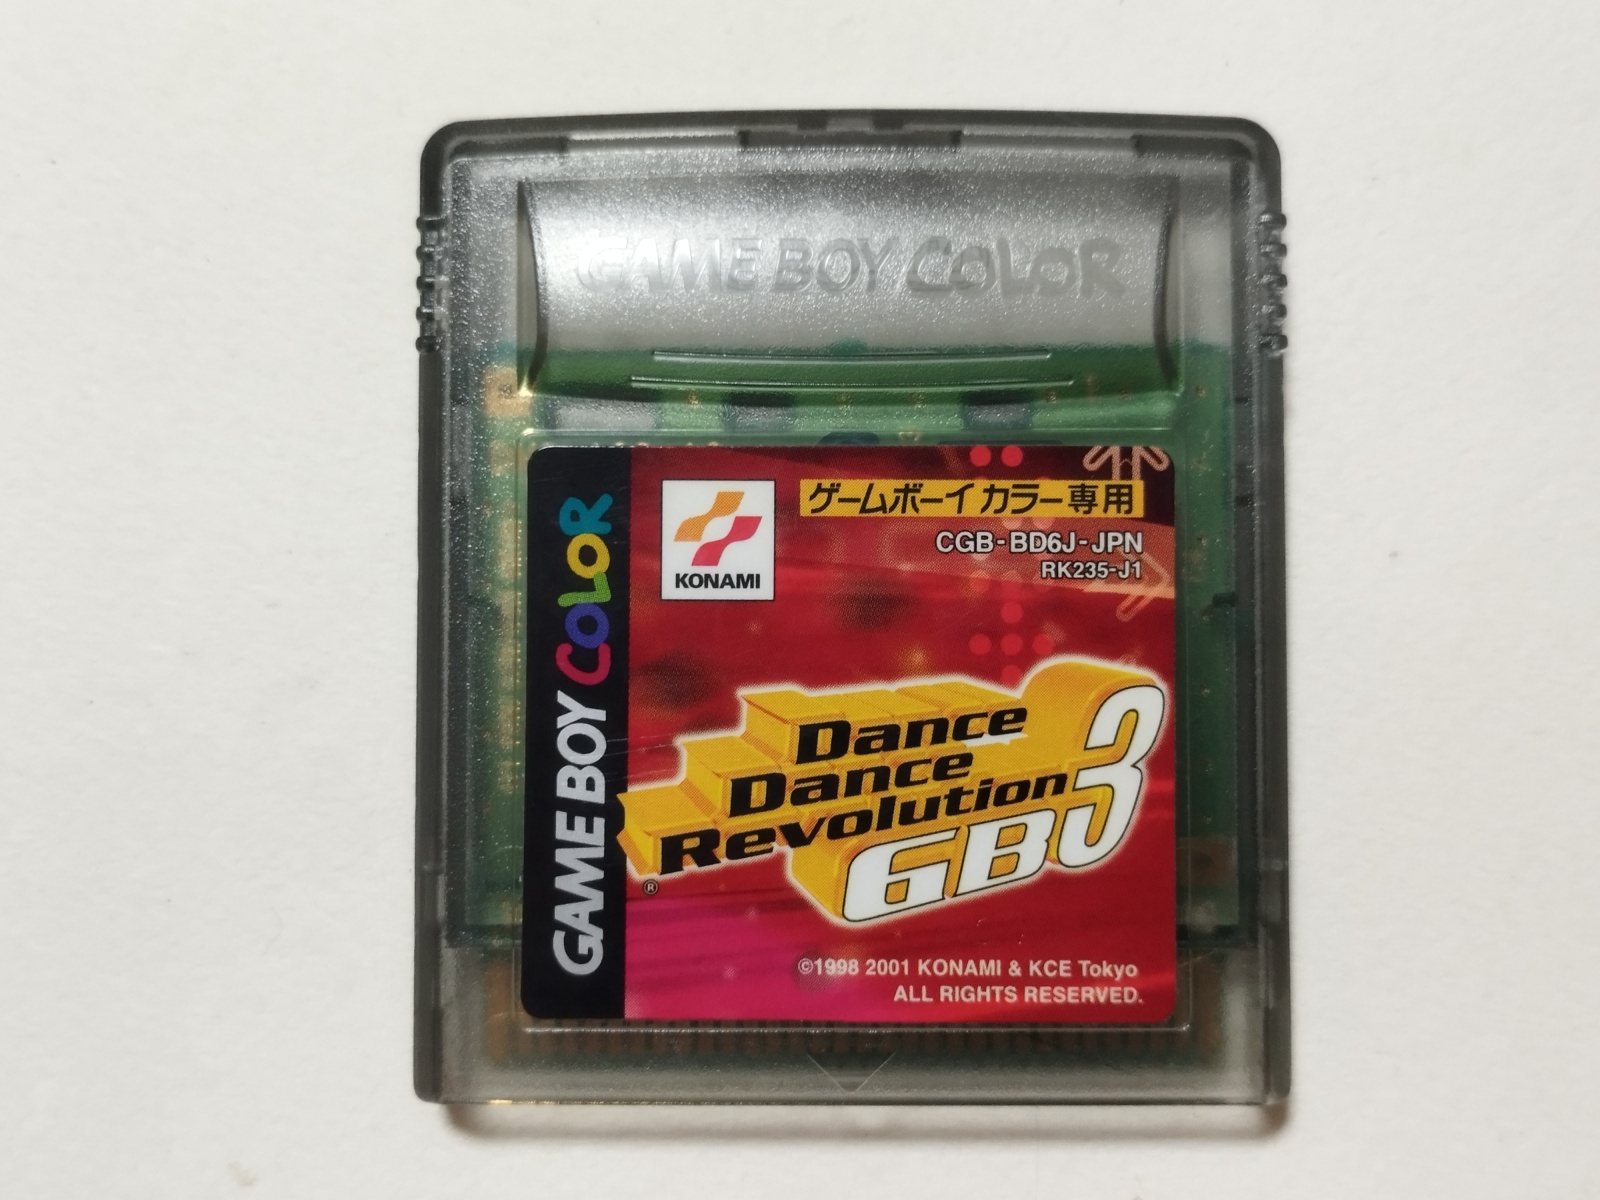 GAME BOY COLOR
GAME BOY COLOR
KONAMI
ゲームボーイカラー専用
CGB-BD6J-JPN
RK235-J1
Dance
Dance
Revolution
GB3
®
©1998 2001 KONAMI & KCE Tokyo
ALL RIGHTS RESERVED.